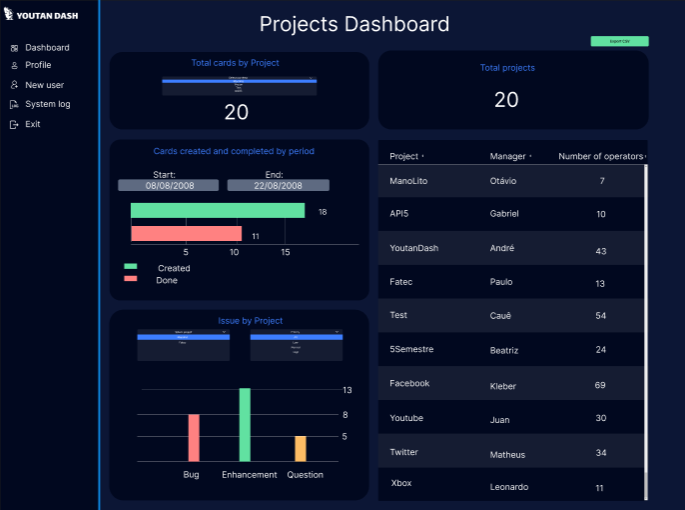 YOUTAN DASH
Dashboard
Profile
New user
System log
Exit
Projects Dashboard
Export CSV
Total cards by Project
20
Total projects
20
Cards created and completed by period
Start:
End:
08/08/2008
22/08/2008
18
11
5 10 15
Created
Done
Issue by Project
13
8
5
Bug Enhancement Question
Project Manager Number of operators
ManoLito Otávio 7
API5 Gabriel 10
YoutanDash André 43
Fatec Paulo 13
Test Cauê 54
5Semestre Beatriz 24
Facebook Kleber 69
Youtube Juan 30
Twitter Matheus 34
Xbox Leonardo 11